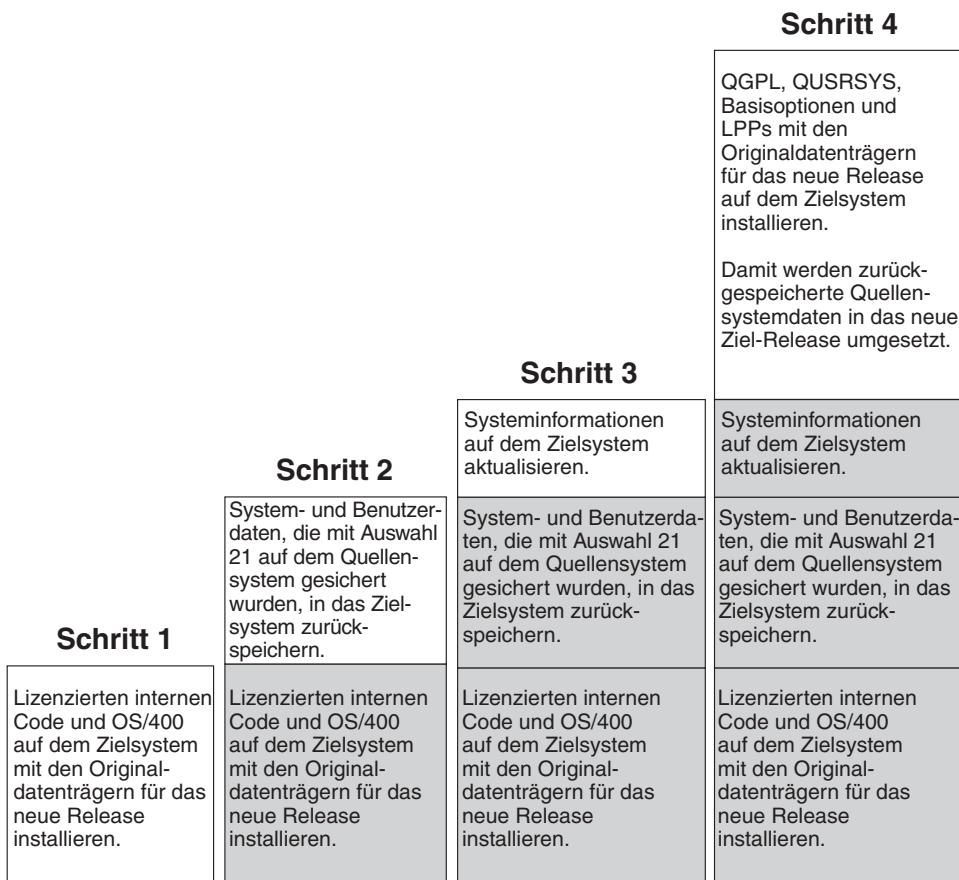 Schritt 1
Lizenzierten internen
Code und OS/400
auf dem Zielsystem
mit den Original-
datenträgern für das
neue Release
installieren.
Schritt 2
System- und Benutzer-
daten, die mit Auswahl
21 auf dem Quellen-
system gesichert
wurden, in das Ziel-
system zurück-
speichern.
Lizenzierten internen
Code und OS/400
auf dem Zielsystem
mit den Original-
datenträgern für das
neue Release
installieren.
Schritt 3
Systeminformationen
auf dem Zielsystem
aktualisieren.
System- und Benutzerda-
ten, die mit Auswahl 21
auf dem Quellensystem
gesichert wurden, in das
Zielsystem zurück-
speichern.
Lizenzierten internen
Code und OS/400
auf dem Zielsystem
mit den Original-
datenträgern für das
neue Release
installieren.
Schritt 4
QGPL, QUSRSYS,
Basisoptionen und
LPPs mit den
Originaldatenträgern
für das neue Release
auf dem Zielsystem
installieren.
Damit werden zurück-
gespeicherte Quellen-
systemdaten in das neue
Ziel-Release umgesetzt.
Systeminformationen
auf dem Zielsystem
aktualisieren.
System- und Benutzerda-
ten, die mit Auswahl 21
auf dem Quellensystem
gesichert wurden, in das
Zielsystem zurück-
speichern.
Lizenzierten internen
Code und OS/400
auf dem Zielsystem
mit den Original-
datenträgern für das
neue Release
installieren.